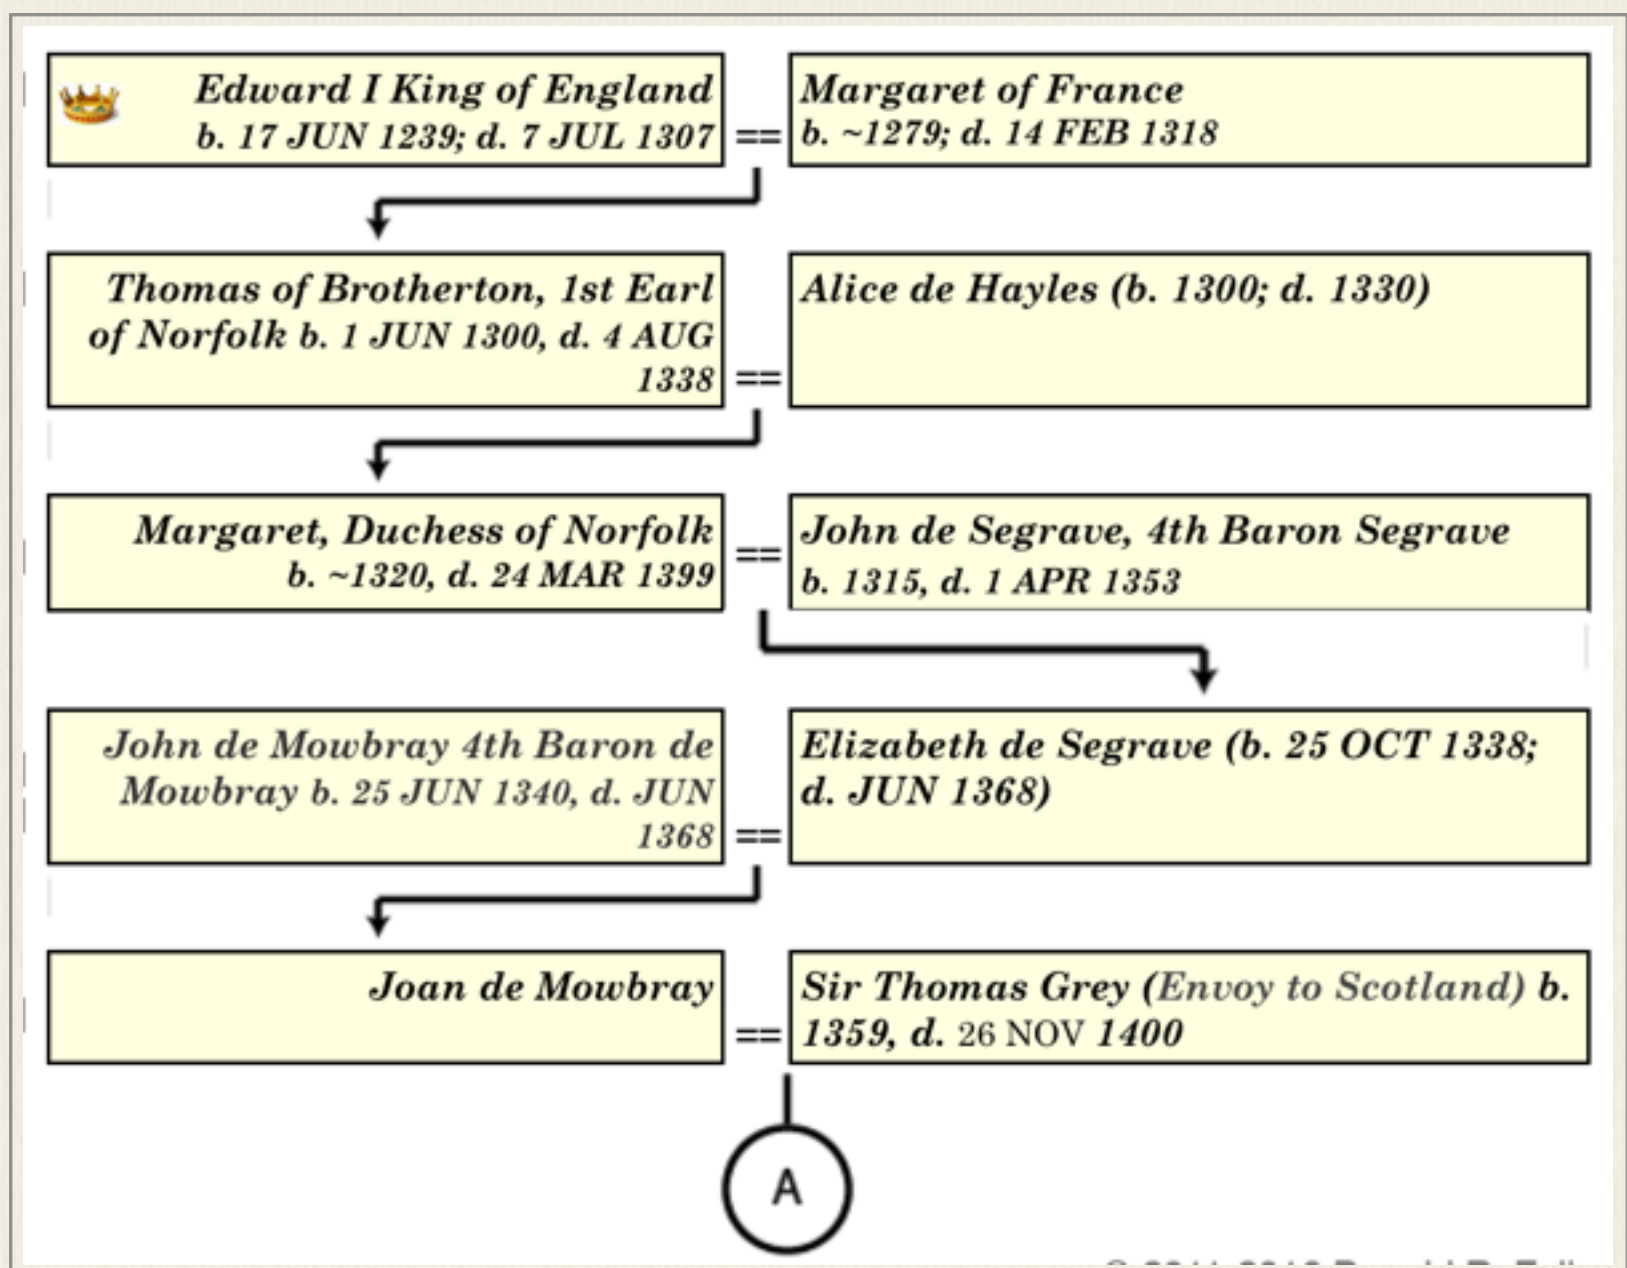 Edward I King of England
b. 17 JUN 1239; d. 7 JUL 1307
==
Margaret of France
b. ~1279; d. 14 FEB 1318
Thomas of Brotherton, 1st Earl
of Norfolk b. 1 JUN 1300, d. 4 AUG
1338
==
Alice de Hayles (b. 1300; d. 1330)
Margaret, Duchess of Norfolk
b. ~1320, d. 24 MAR 1399
==
John de Segrave, 4th Baron Segrave
b. 1315, d. 1 APR 1353
John de Mowbray 4th Baron de
Mowbray b. 25 JUN 1340, d. JUN
1368
==
Elizabeth de Segrave (b. 25 OCT 1338;
d. JUN 1368)
Joan de Mowbray
==
Sir Thomas Grey (Envoy to Scotland) b.
1359, d. 26 NOV 1400
A